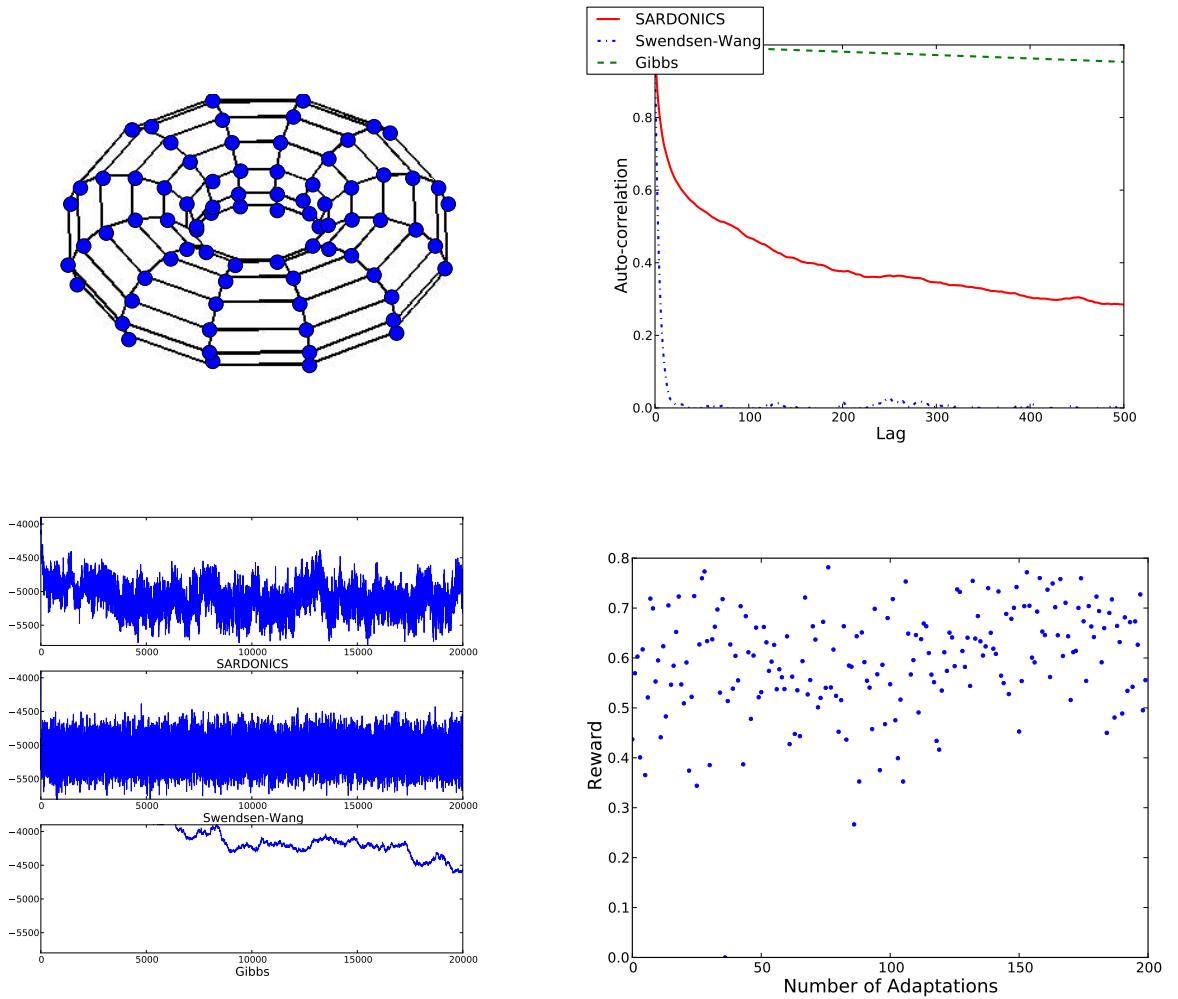 SARDONICS
Swendsen-Wang
Gibbs
0.8
0.6
0.4
0.2
0.0
Auto-correlation
0 100 200 300 400 500
Lag
−4000
−4500
−5000
−5500
0 5000 10000 15000 20000
SARDONICS
−4000
−4500
−5000
−5500
0 5000 10000 15000 20000
Swendsen-Wang
−4000
−4500
−5000
−5500
0 5000 10000 15000 20000
Gibbs
0.8
0.7
0.6
0.5
0.4
0.3
0.2
0.1
0.0
Reward
0 50 100 150 200
Number of Adaptations